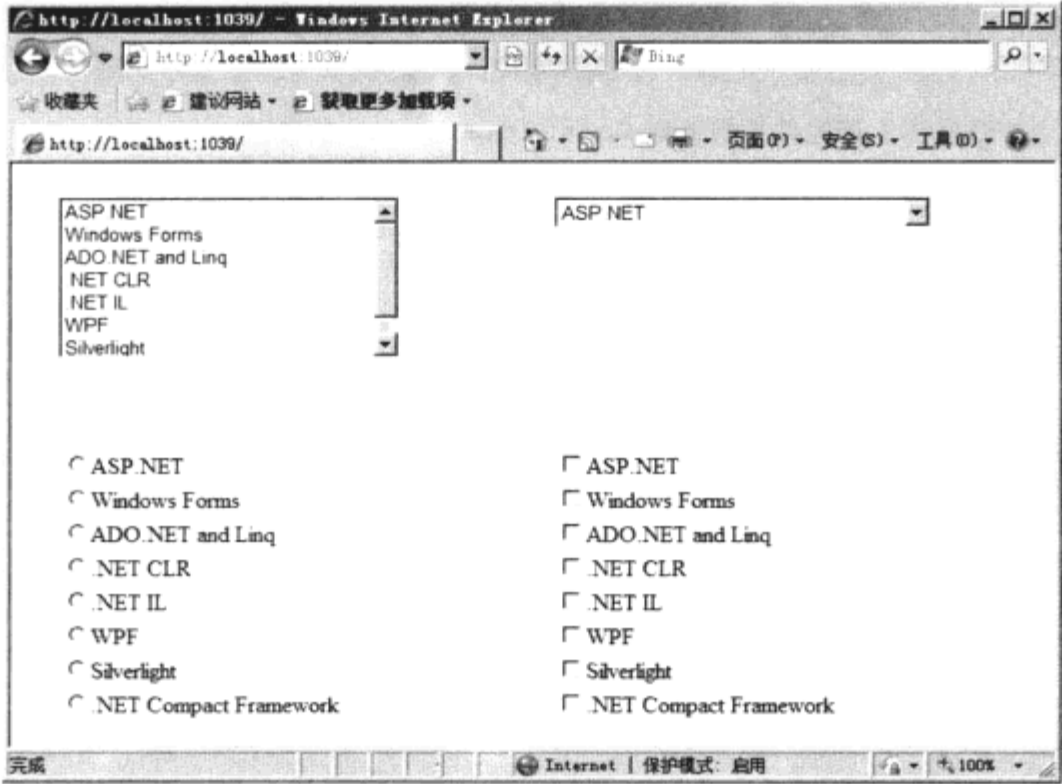 http://localhost:1039/ - Windows Internet Explorer
http://localhost:1039/
Bing
收藏夹 建议网站 获取更多加载项
http://localhost:1039/ 页面(P) 安全(S) 工具(O)
ASP.NET
Windows Forms
ADO.NET and Linq
.NET CLR
.NET IL
WPF
Silverlight
ASP.NET
ASP.NET
Windows Forms
ADO.NET and Linq
.NET CLR
.NET IL
WPF
Silverlight
.NET Compact Framework
ASP.NET
Windows Forms
ADO.NET and Linq
.NET CLR
.NET IL
WPF
Silverlight
.NET Compact Framework
完成 Internet | 保护模式: 启用 100%